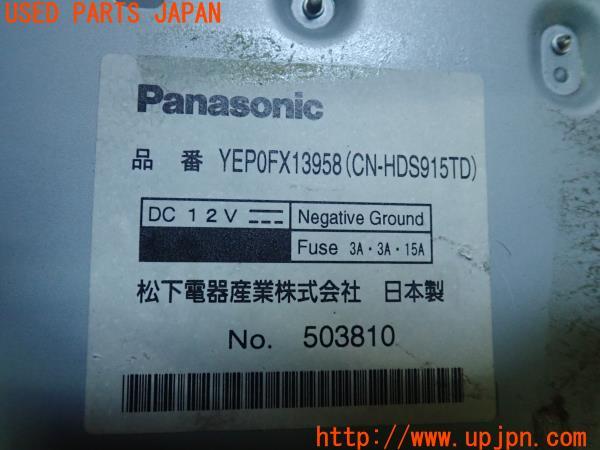 USED PARTS JAPAN
Panasonic
品 番 YEP0FX13958(CN-HDS915TD)
DC 12V
Negative Ground
Fuse 3A・3A・15A
松下電器産業株式会社 日本製
No. 503810
http://www.upjpn.com